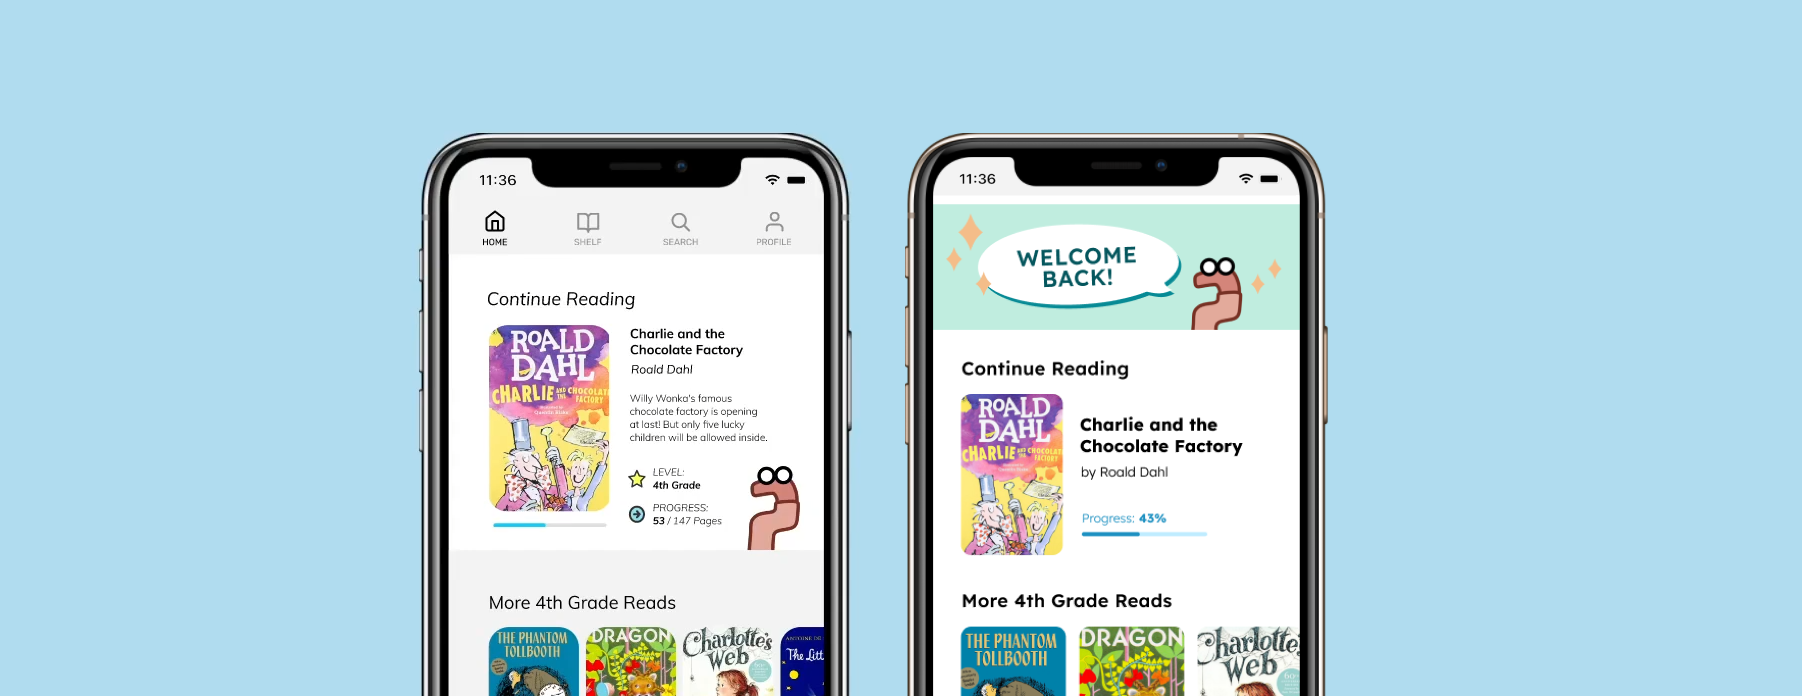 11:36
HOME
SHELF
SEARCH
PROFILE
Continue Reading
ROALD
DAHL
CHARLIE AND THE CHOCOLATE FACTORY
Charlie and the
Chocolate Factory
Roald Dahl
Willy Wonka's famous
chocolate factory is opening
at last! But only five lucky
children will be allowed inside.
LEVEL:
4th Grade
PROGRESS:
53 / 147 Pages
More 4th Grade Reads
THE PHANTOM
TOLLBOOTH
DRAGON
Charlotte's
Web
The Litt
11:36
WELCOME
BACK!
Continue Reading
ROALD
DAHL
CHARLIE AND THE CHOCOLATE FACTORY
Charlie and the
Chocolate Factory
by Roald Dahl
Progress: 43%
More 4th Grade Reads
THE PHANTOM
TOLLBOOTH
DRAGON
Charlotte's
Web